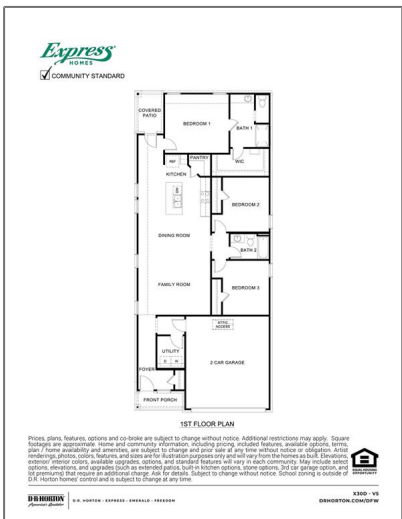 Express
HOMES
COMMUNITY STANDARD
COVERED
PATIO
BEDROOM 1
BATH 1
REF
PANTRY
WIC
KITCHEN
BEDROOM 2
DINING ROOM
BATH 2
FAMILY ROOM
BEDROOM 3
ATTIC
ACCESS
UTILITY
2 CAR GARAGE
FOYER
FRONT PORCH
1ST FLOOR PLAN
Prices, plans, features, options and co-broke are subject to change without notice. Additional restrictions may apply. Square
footages are approximate. Home and community information, including pricing, included features, available options, terms,
plan / home availability and amenities, are subject to change and prior sale at any time without notice or obligation. Artist
renderings, photos, colors, features, and sizes are for illustration purposes only and will vary from the homes as built. Elevations,
exterior/ interior colors, available upgrades, options, and standard features will vary in each community. May include select
options, elevations, and upgrades (such as extended patios, built-in kitchen options, stone options, 3rd car garage option, and
lot premiums) that require an additional charge. Ask for details. Subject to change without notice. School zoning is outside of
D.R. Horton homes' control and is subject to change at any time.
EQUAL HOUSING
OPPORTUNITY
D·R·HORTON
America's Builder
D.R. HORTON • EXPRESS • EMERALD • FREEDOM
X30D - VS
DRHORTON.COM/DFW